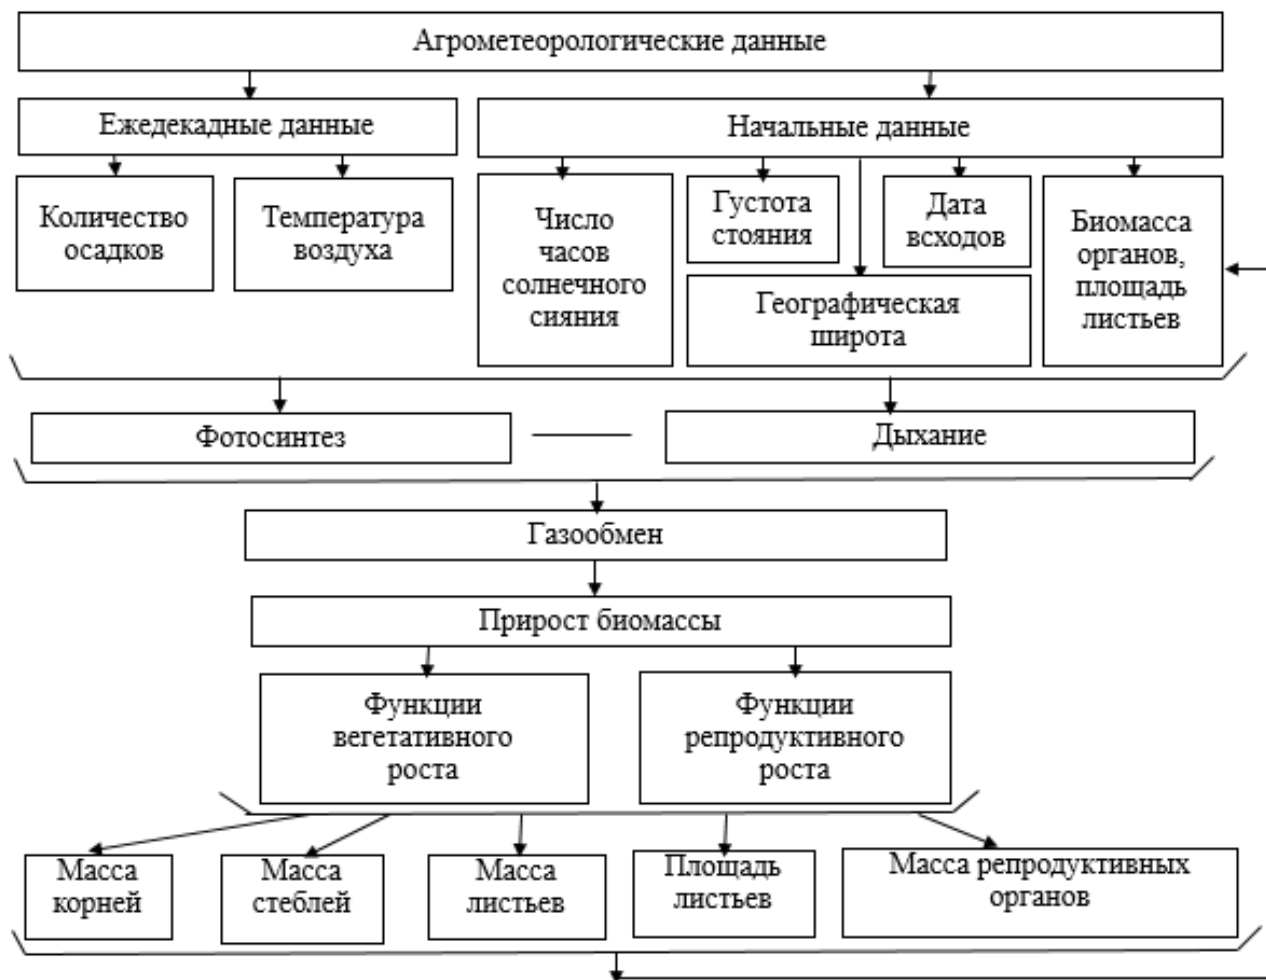 Агрометеорологические данные
Ежедекадные данные
Начальные данные
Количество
осадков
Температура
воздуха
Число
часов
солнечного
сияния
Густота
стояния
Географическая
широта
Дата
всходов
Биомасса
органов,
площадь
листьев
Фотосинтез
Дыхание
Газообмен
Прирост биомассы
Функции
вегетативного
роста
Функции
репродуктивного
роста
Масса
корней
Масса
стеблей
Масса
листьев
Площадь
листьев
Масса репродуктивных
органов